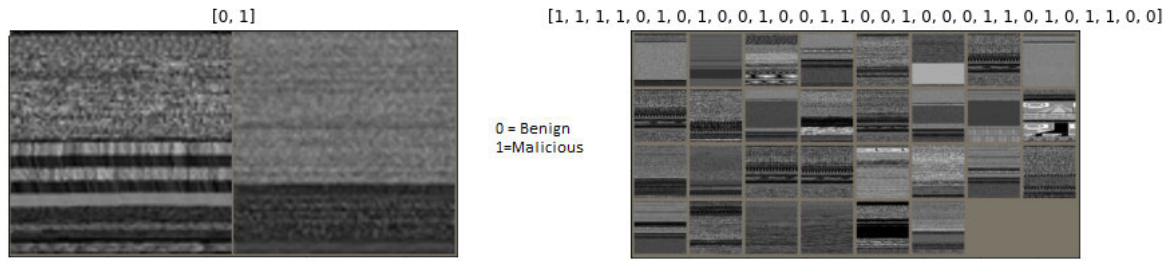 [0, 1]
[1, 1, 1, 1, 0, 1, 0, 1, 0, 0, 1, 0, 0, 1, 1, 0, 0, 1, 0, 0, 0, 1, 1, 0, 1, 0, 1, 1, 0, 0]
0 = Benign
1=Malicious